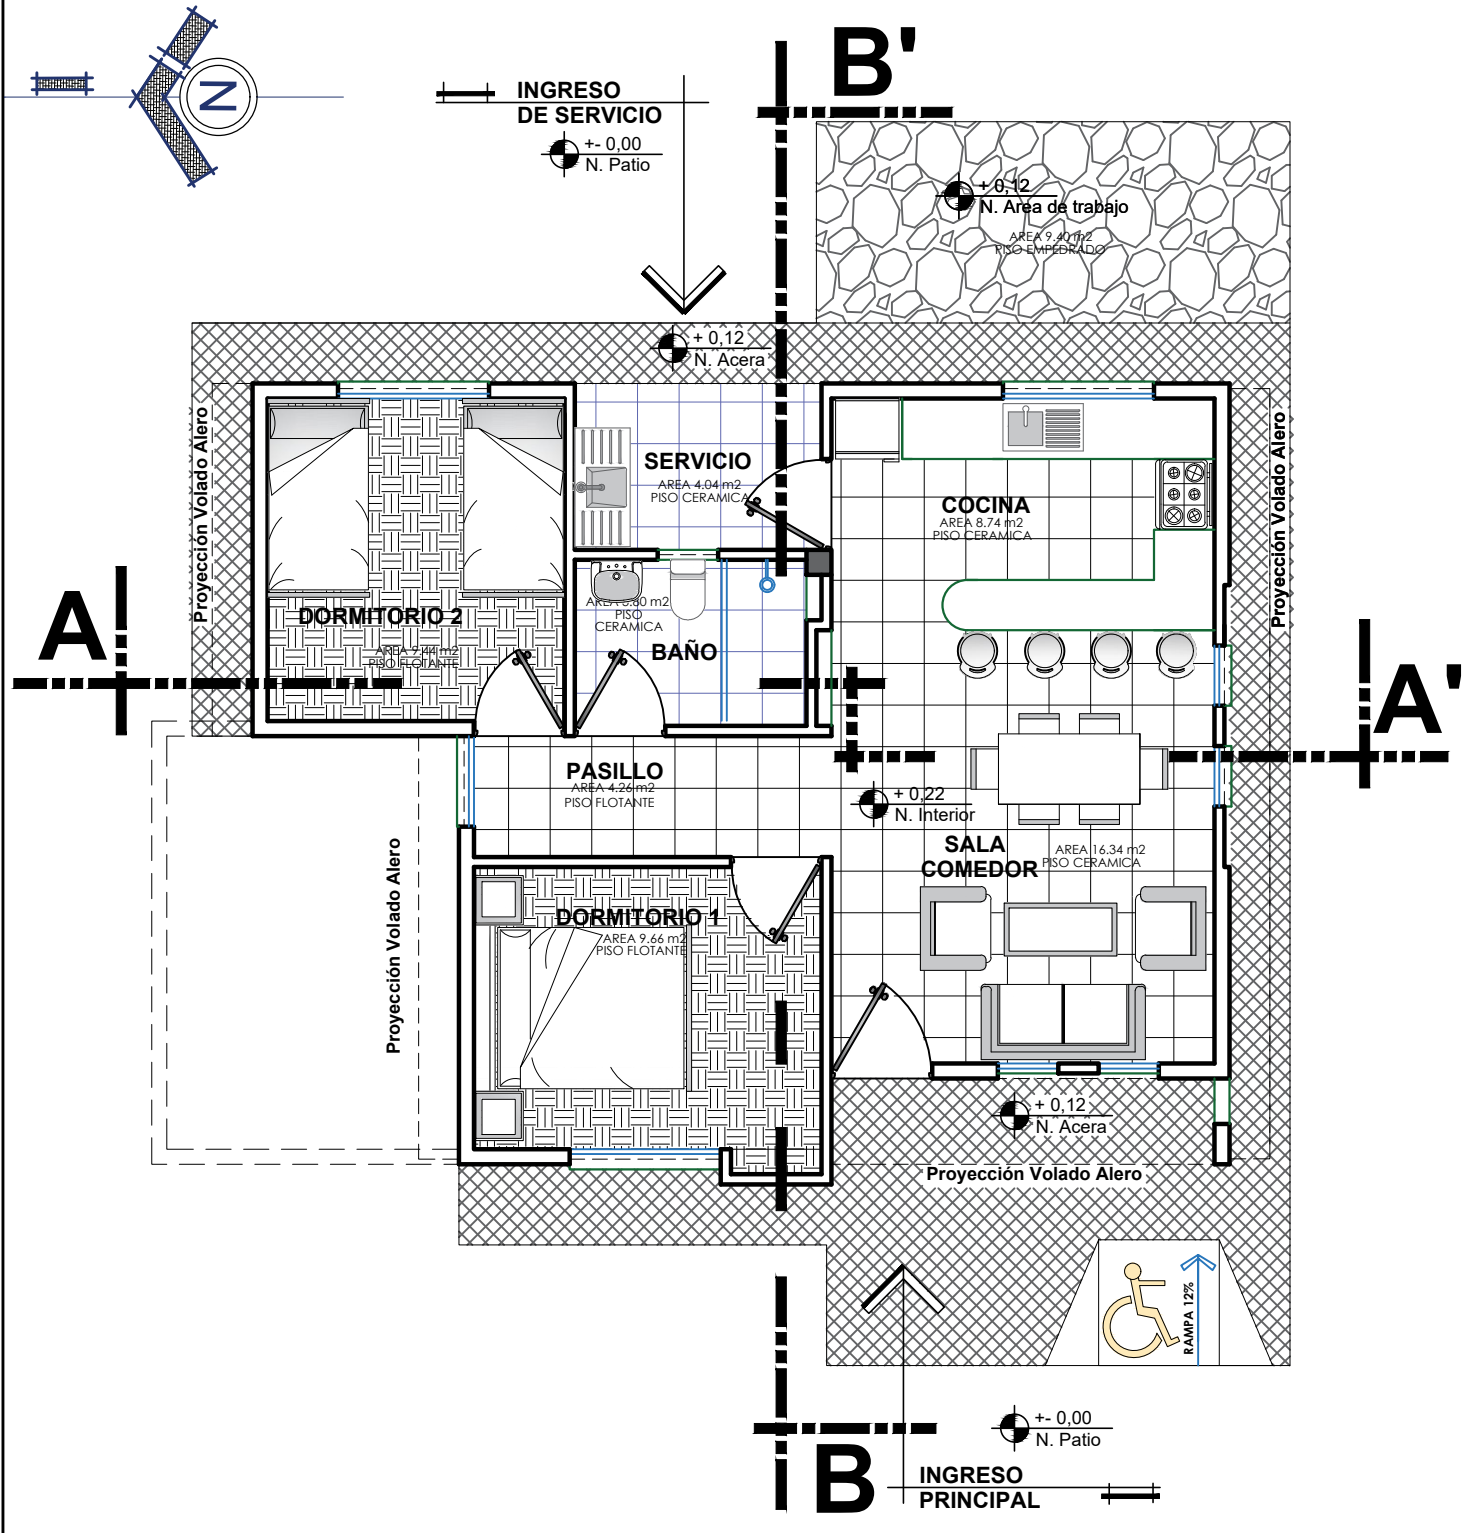 B'
N
INGRESO
DE SERVICIO
+- 0,00
N. Patio
+ 0,12
N. Area de trabajo
AREA 9.40 m2
PISO EMPEDRADO
+ 0,12
N. Acera
Proyección Volado Alero
SERVICIO
AREA 4.04 m2
PISO CERAMICA
COCINA
AREA 8.74 m2
PISO CERAMICA
Proyección Volado Alero
A
DORMITORIO 2
AREA 9.44 m2
PISO FLOTANTE
PISO
CERAMICA
BAÑO
A'
PASILLO
AREA 4.26 m2
PISO FLOTANTE
+ 0,22
N. Interior
SALA
COMEDOR
AREA 16.34 m2
PISO CERAMICA
Proyección Volado Alero
DORMITORIO 1
AREA 9.66 m2
PISO FLOTANTE
+ 0,12
N. Acera
Proyección Volado Alero
RAMPA 12%
+- 0,00
N. Patio
B
INGRESO
PRINCIPAL